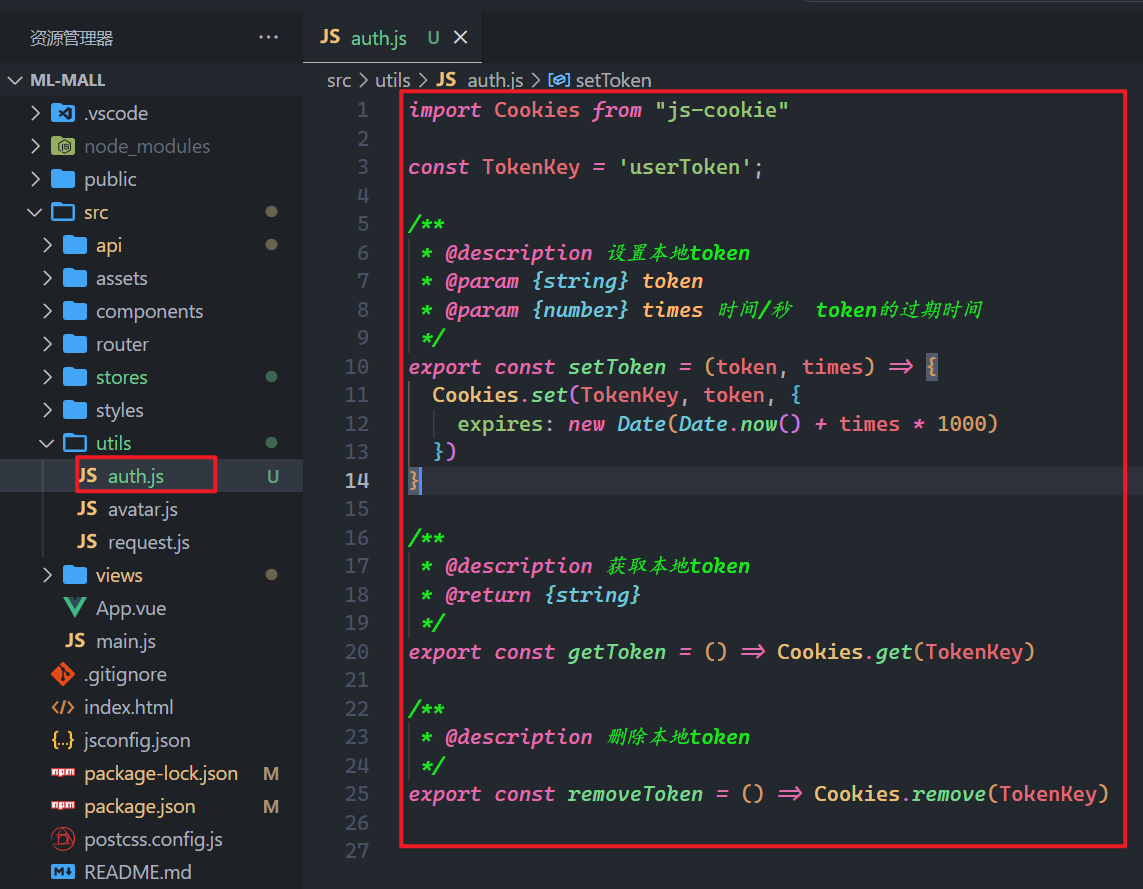 资源管理器 ···
ML-MALL
.vscode
node_modules
public
src
api
assets
components
router
stores
styles
utils
JS auth.js U
JS avatar.js
JS request.js
views
App.vue
JS main.js
.gitignore
index.html
{..} jsconfig.json
npm package-lock.json M
npm package.json M
postcss.config.js
M README.md
JS auth.js U ×
src > utils > JS auth.js > setToken
1 import Cookies from "js-cookie"
2
3 const TokenKey = 'userToken';
4
5 /**
6  * @description 设置本地token
7  * @param {string} token
8  * @param {number} times 时间/秒  token的过期时间
9  */
10 export const setToken = (token, times) => {
11   Cookies.set(TokenKey, token, {
12     expires: new Date(Date.now() + times * 1000)
13   })
14 }
15
16 /**
17  * @description 获取本地token
18  * @return {string}
19  */
20 export const getToken = () => Cookies.get(TokenKey)
21
22 /**
23  * @description 删除本地token
24  */
25 export const removeToken = () => Cookies.remove(TokenKey)
26
27